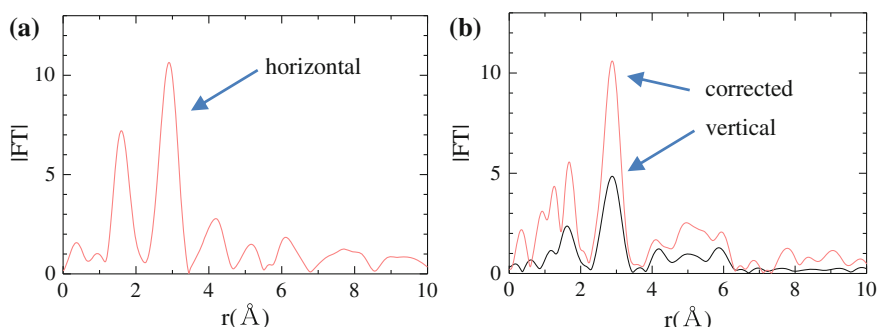 (a)
10
5
0
|FT|
horizontal
0 2 4 6 8 10
r(Å)
(b)
10
5
0
|FT|
corrected
vertical
0 2 4 6 8 10
r(Å)